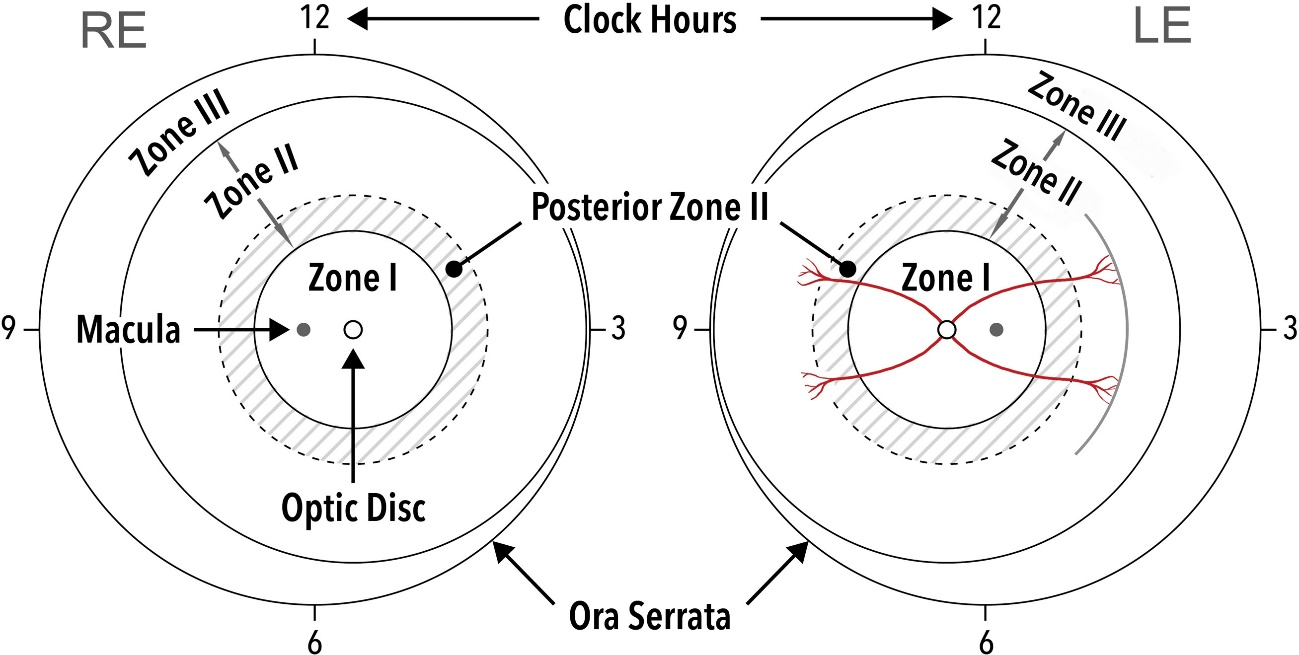 RE
12
Clock Hours
12
LE
Zone III
Zone II
Zone III
Zone II
Posterior Zone II
Zone I
Zone I
9
Macula
3
9
3
Optic Disc
Ora Serrata
6
6